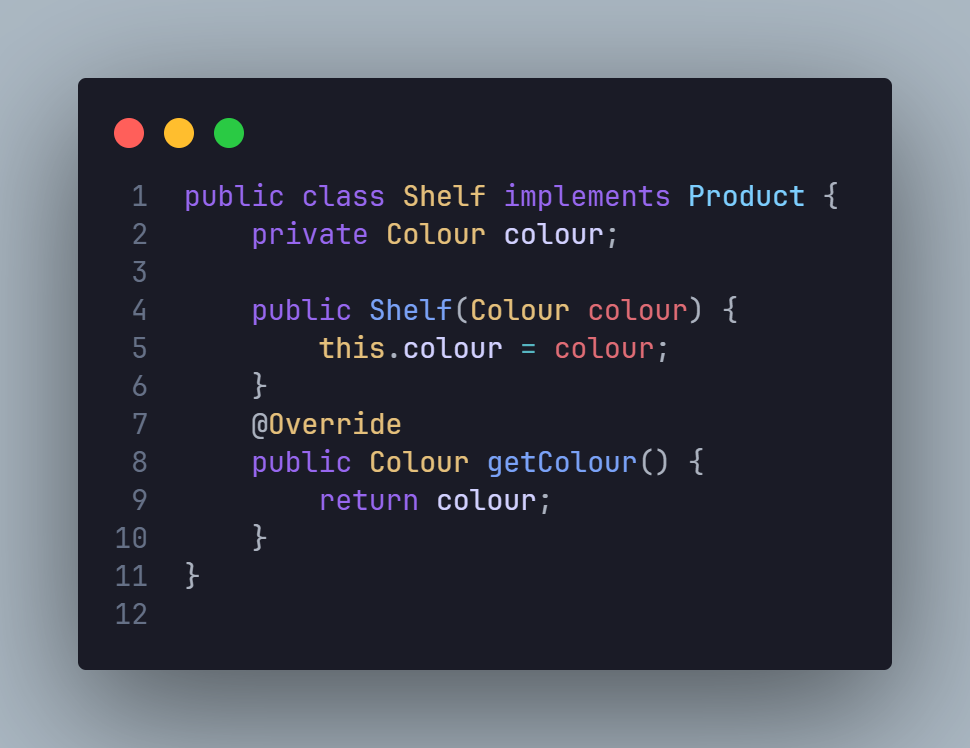 1 public class Shelf implements Product {
2     private Colour colour;
3
4     public Shelf(Colour colour) {
5         this.colour = colour;
6     }
7     @Override
8     public Colour getColour() {
9         return colour;
10     }
11 }
12